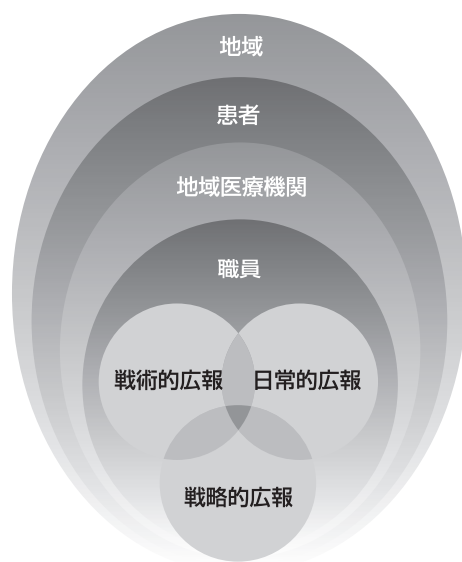 地域
患者
地域医療機関
職員
戦術的広報
日常的広報
戦略的広報